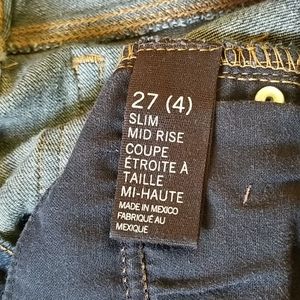 27 (4)
SLIM
MID RISE
COUPE
ÉTROITE À
TAILLE
MI-HAUTE
MADE IN MEXICO
FABRIQUÉ AU
MEXIQUE